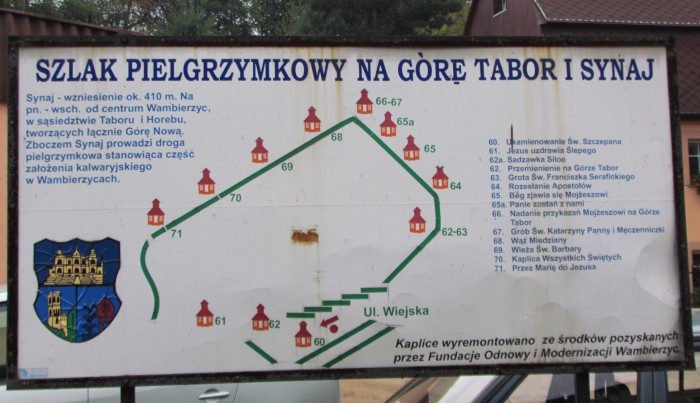 SZLAK PIELGRZYMKOWY NA GÓRĘ TABOR I SYNAJ
Synaj - wzniesienie ok. 410 m. Na
pn. - wsch. od centrum Wambierzyc,
w sąsiedztwie Taboru i Horebu,
tworzących łącznie Górę Nową.
Zboczem Synaj prowadzi droga
pielgrzymkowa stanowiąca część
założenia kalwaryjskiego
w Wambierzycach.
66-67
65a
68
65
69
64
70
71
62-63
61
62
60
Ul. Wiejska
60. Ukamienowanie Św. Szczepana
61. Jezus uzdrawia Ślepego
62a. Sadzawka Siloe
62. Przemienienie na Górze Tabor
63. Grota Św. Franciszka Serafickiego
64. Rozesłanie Apostołów
65. Bóg zjawia się Mojżeszowi
65a. Panie zostań z nami
66. Nadanie przykazań Mojżeszowi na Górze
Tabor
67. Grób Św. Katarzyny Panny i Męczenniczki
68. Wąż Miedziany
69. Wieża Św. Barbary
70. Kaplica Wszystkich Świętych
71. Przez Marię do Jezusa
Kaplice wyremontowano ze środków pozyskanych
przez Fundacje Odnowy i Modernizacji Wambierzyc.